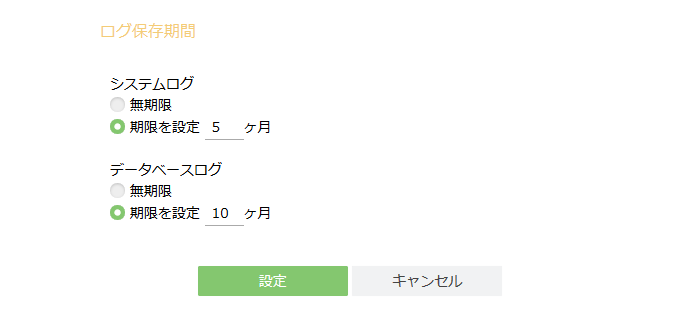 ログ保存期間
システムログ
無期限
期限を設定 5 ヶ月
データベースログ
無期限
期限を設定 10 ヶ月
設定 キャンセル